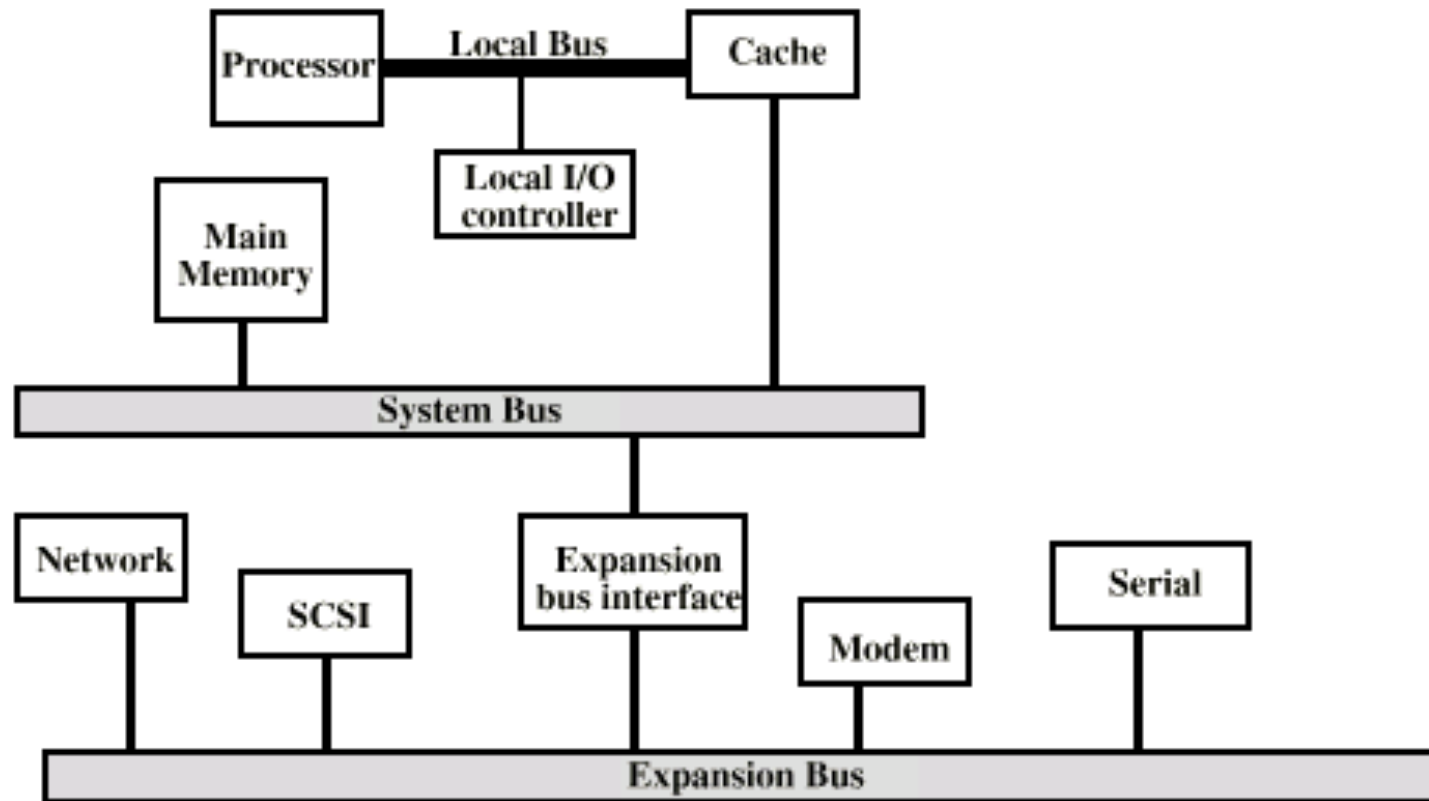 Processor
Local Bus
Cache
Local I/O
controller
Main
Memory
System Bus
Network
SCSI
Expansion
bus interface
Modem
Serial
Expansion Bus